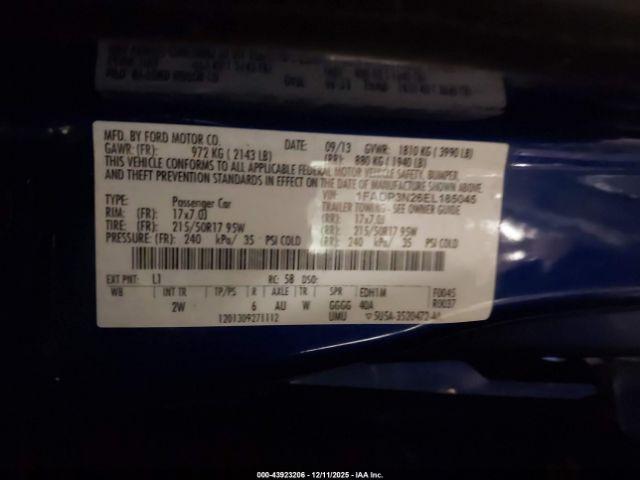 MFD. BY FORD MOTOR CO. DATE: 09/13 GVWR: 1810 KG ( 3990 LB)
GAWR: (FR): 972 KG ( 2143 LB) (RR): 880 KG ( 1940 LB)
THIS VEHICLE CONFORMS TO ALL APPLICABLE FEDERAL MOTOR VEHICLE SAFETY, BUMPER,
AND THEFT PREVENTION STANDARDS IN EFFECT ON THE DATE OF MANUFACTURE SHOWN ABOVE.
VIN: 1FADP3N26EL185045
TYPE: Passenger Car TRAILER TOWING - SEE OWNER GUIDE
RIM: (FR): 17x7.0J (RR): 17x7.0J
TIRE: (FR): 215/50R17 95W (RR): 215/50R17 95W
PRESSURE: (FR): 240 kPa/ 35 PSI COLD (RR): 240 kPa/ 35 PSI COLD
EXT PNT: L1 RC: 58 DSO:
WB INT TR TP/PS R AXLE TR SPR EDH1M F0045
2W 6 AU W GGGG 40A R0037
1201309271112 UMU
000-43923206 - 12/11/2025 - IAA Inc.